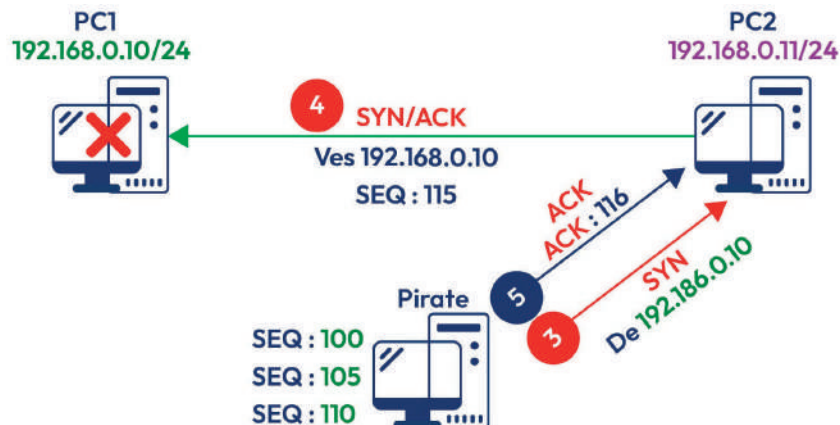 PC1
192.168.0.10/24
PC2
192.168.0.11/24
4
SYN/ACK
Ves 192.168.0.10
SEQ : 115
ACK
ACK : 116
5
SYN
De 192.186.0.10
3
Pirate
SEQ : 100
SEQ : 105
SEQ : 110